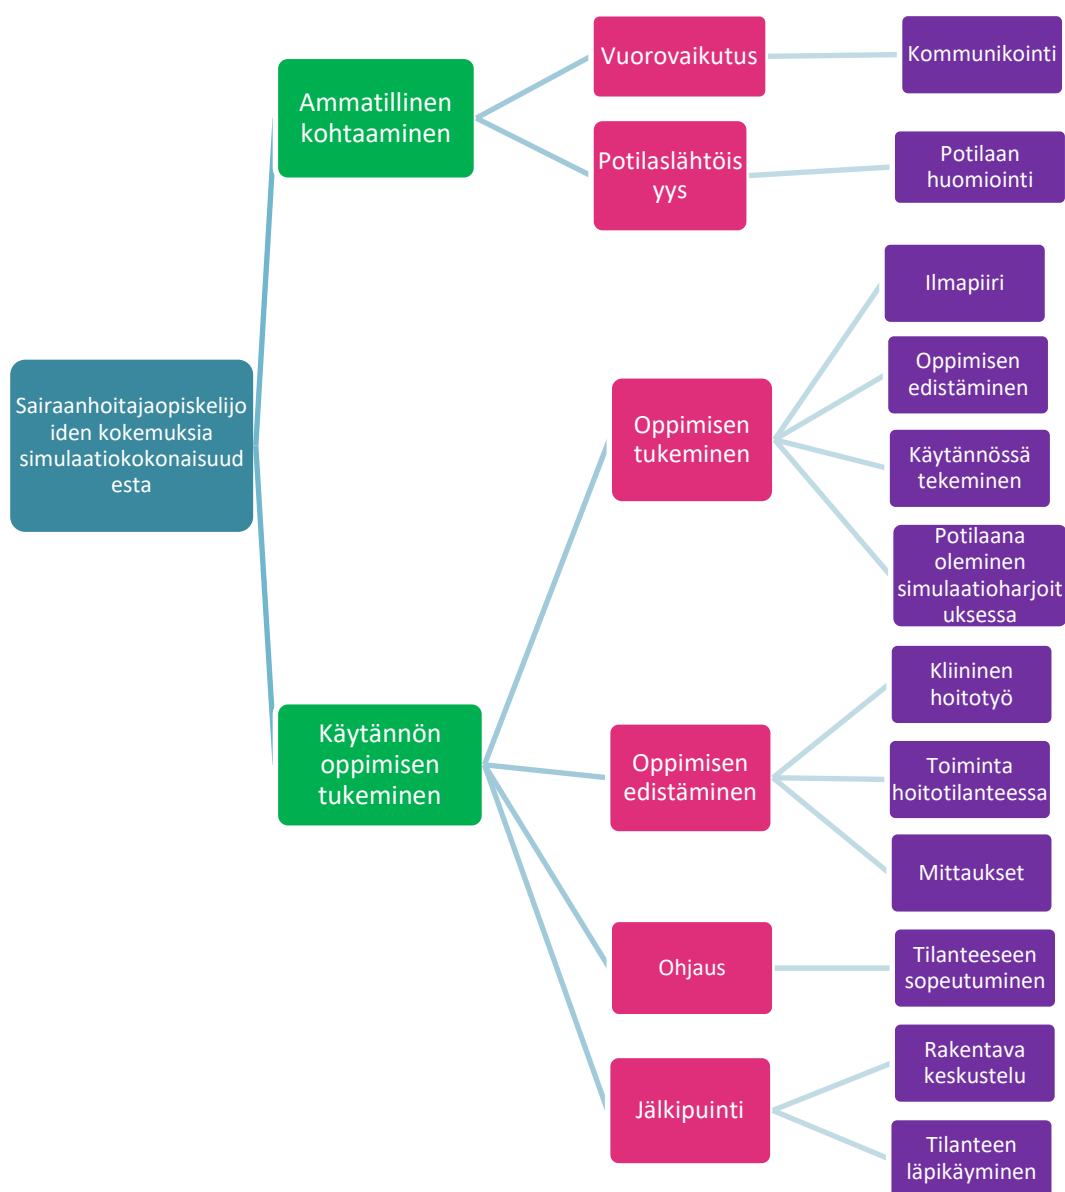 Sairaanhoitajaopiskelijo
iden kokemuksia
simulaatiokokonaisuud
esta
Ammatillinen
kohtaaminen
Vuorovaikutus
Kommunikointi
Potilaslähtöis
yys
Potilaan
huomiointi
Käytännön
oppimisen
tukeminen
Oppimisen
tukeminen
Ilmapiiri
Oppimisen
edistäminen
Käytännössä
tekeminen
Potilaana
oleminen
simulaatioharjoit
uksessa
Oppimisen
edistäminen
Kliininen
hoitotyö
Toiminta
hoitotilanteessa
Mittaukset
Ohjaus
Tilanteeseen
sopeutuminen
Jälkipuinti
Rakentava
keskustelu
Tilanteen
läpikäyminen